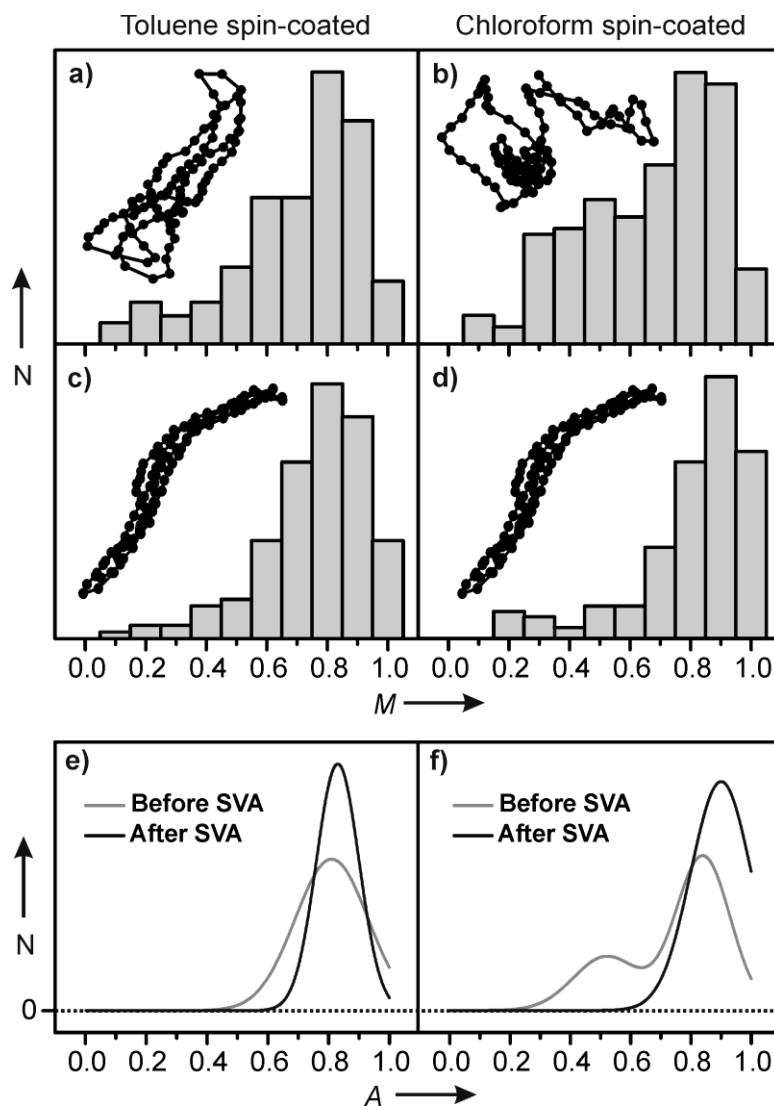 Toluene spin-coated Chloroform spin-coated
a) b)
N
c) d)
0.0 0.2 0.4 0.6 0.8 1.0 0.0 0.2 0.4 0.6 0.8 1.0
M
e) f)
Before SVA Before SVA
After SVA After SVA
N
0
0.0 0.2 0.4 0.6 0.8 1.0 0.0 0.2 0.4 0.6 0.8 1.0
A